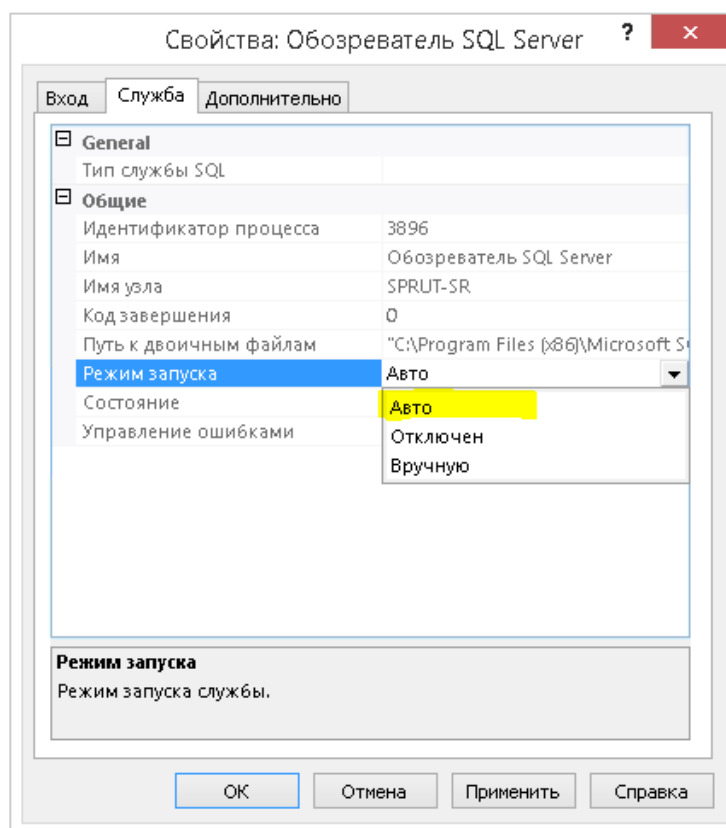 Свойства: Обозреватель SQL Server ? ×
Вход Служба Дополнительно
General
Тип службы SQL
Общие
Идентификатор процесса 3896
Имя Обозреватель SQL Server
Имя узла SPRUT-SR
Код завершения 0
Путь к двоичным файлам "C:\Program Files (x86)\Microsoft S
Режим запуска Авто
Состояние Авто
Управление ошибками Отключен
Вручную
Режим запуска
Режим запуска службы.
ОК Отмена Применить Справка